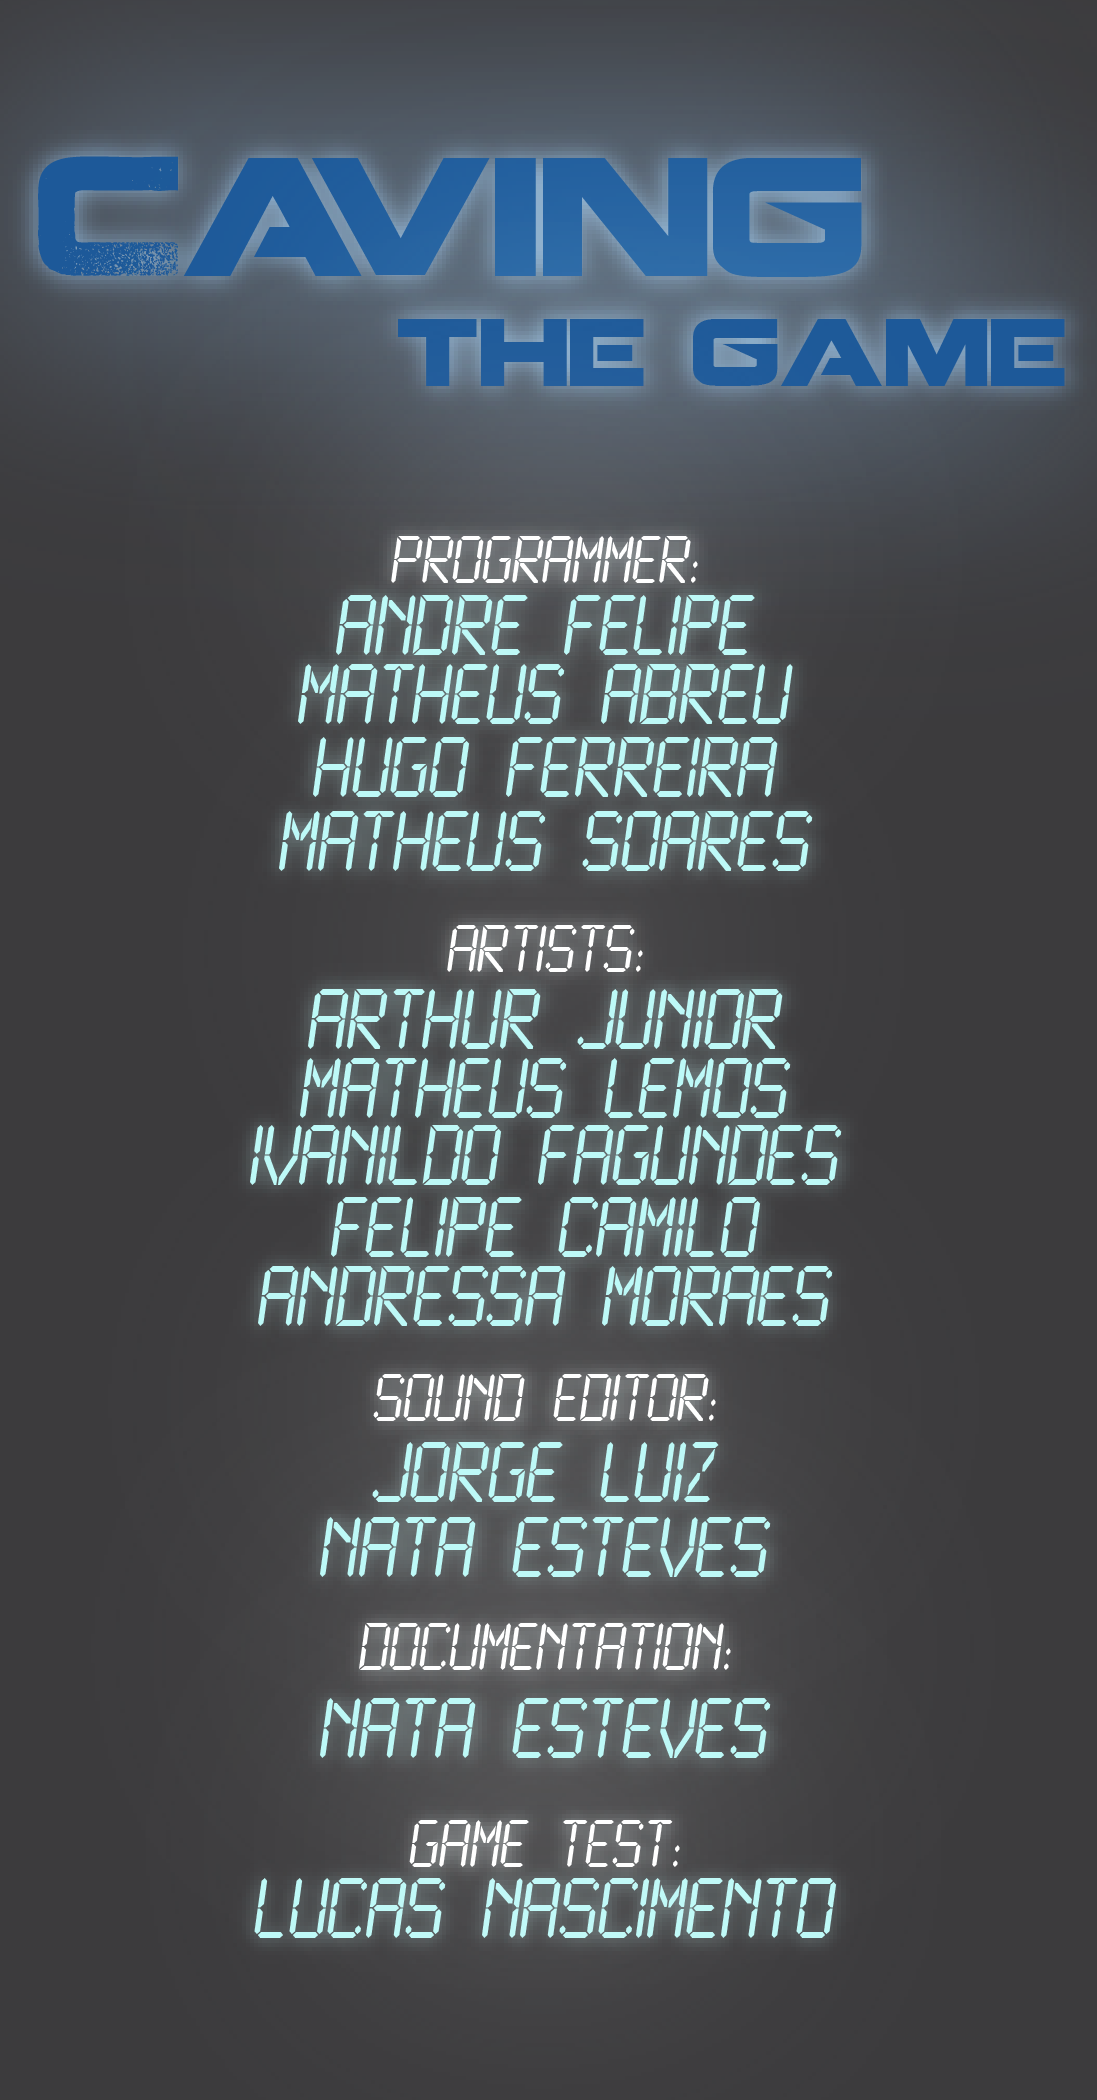 CAVING
THE GAME
PROGRAMMER:
ANDRE FELIPE
MATHEUS ABREU
HUGO FERREIRA
MATHEUS SOARES
ARTISTS:
ARTHUR JUNIOR
MATHEUS LEMOS
IVANILDO FAGUNDES
FELIPE CAMILO
ANDRESSA MORAES
SOUND EDITOR:
JORGE LUIZ
NATA ESTEVES
DOCUMENTATION:
NATA ESTEVES
GAME TEST:
LUCAS NASCIMENTO